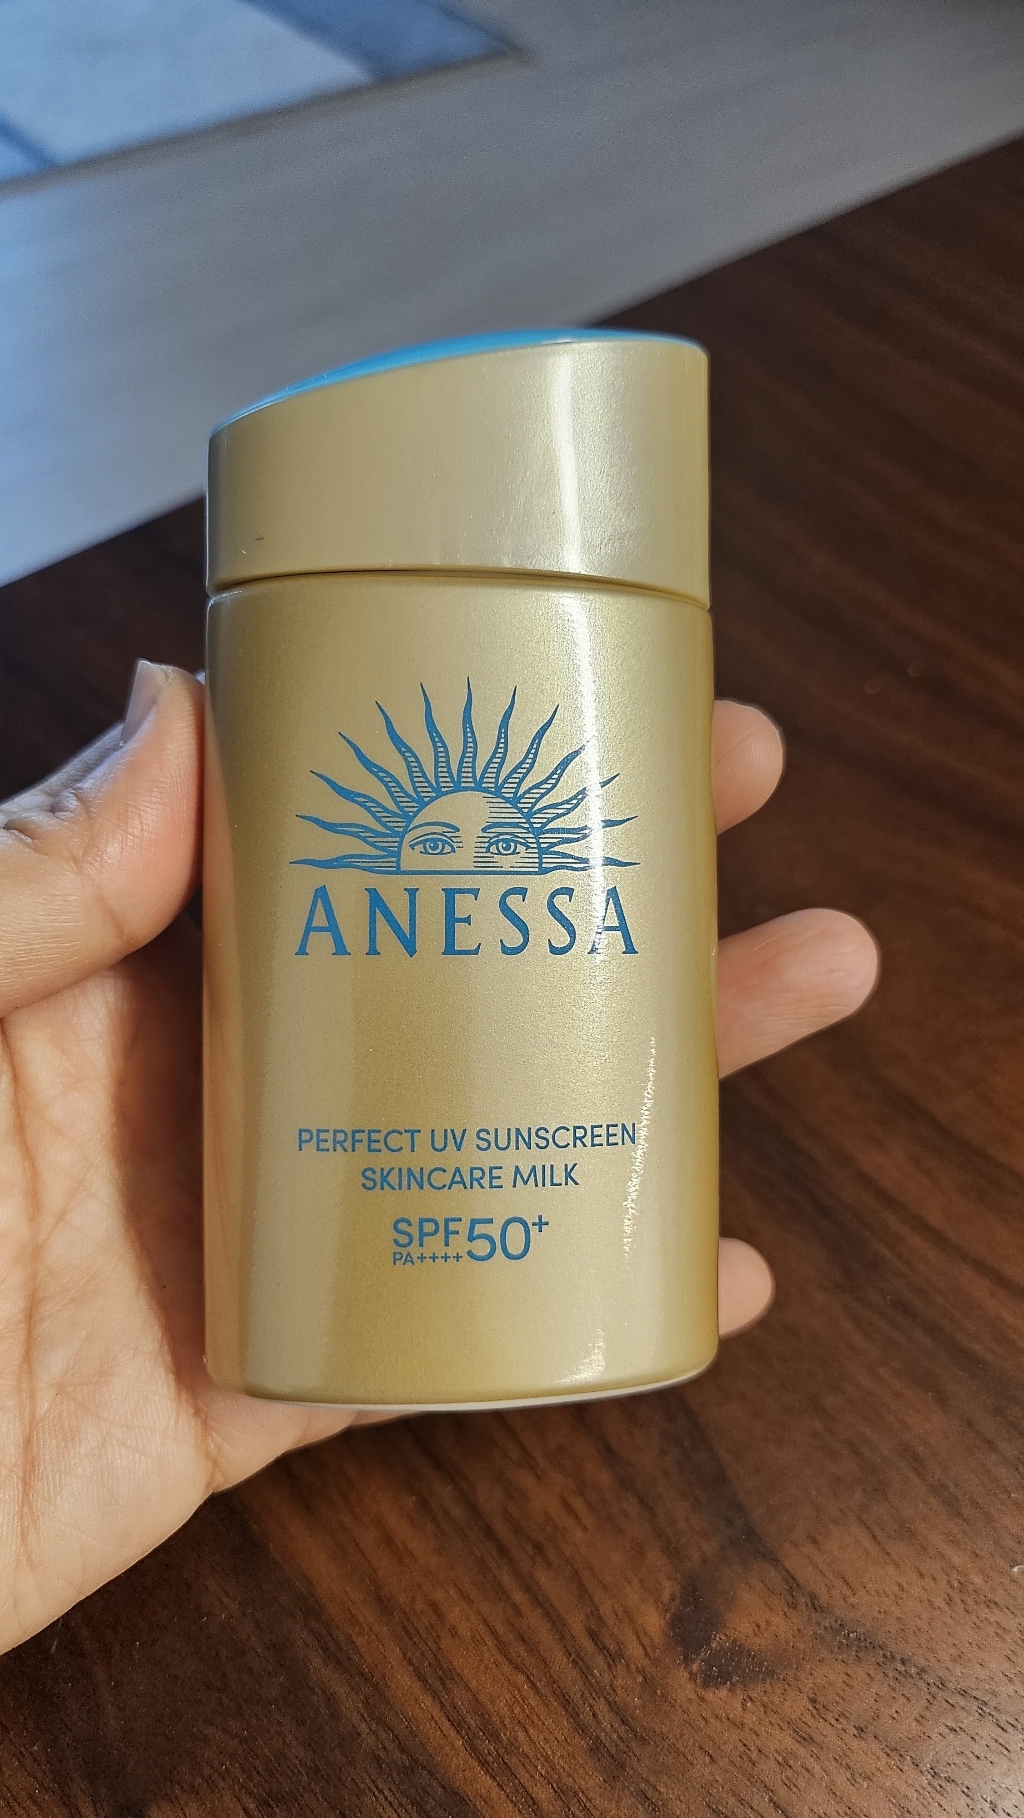 ANESSA
PERFECT UV SUNSCREEN
SKINCARE MILK
SPF50+
PA++++